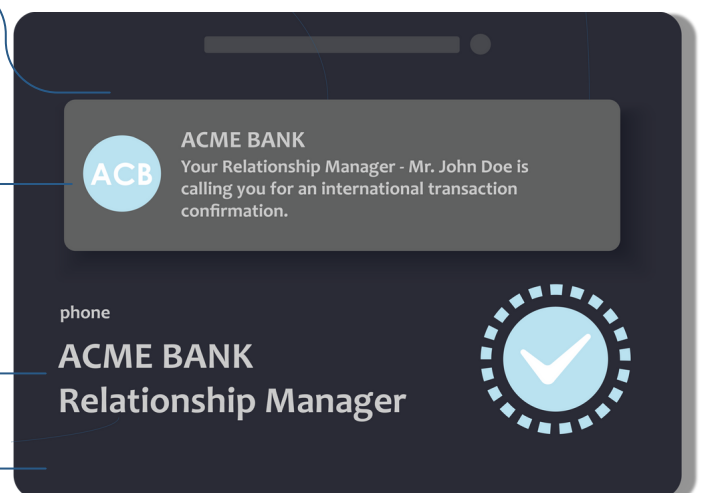 ACME BANK
ACB
Your Relationship Manager - Mr. John Doe is
calling you for an international transaction
confirmation.
phone
ACME BANK
Relationship Manager